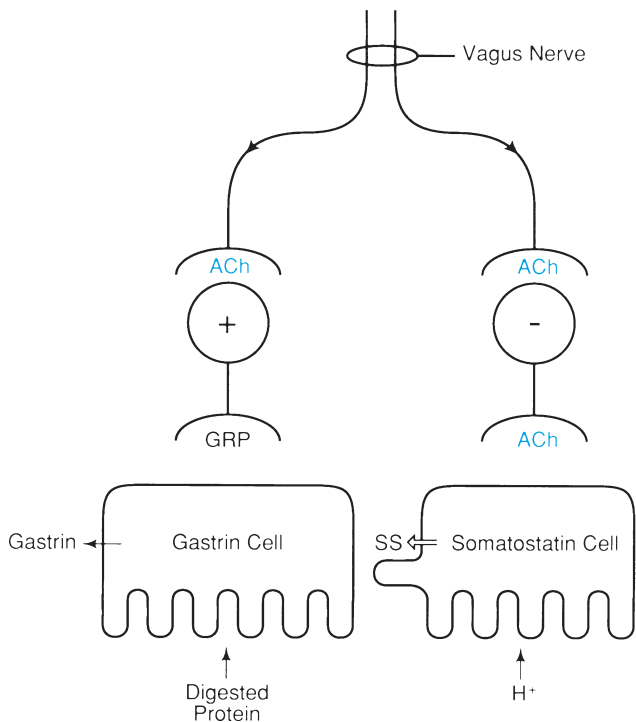 Vagus Nerve
ACh ACh
+ -
GRP ACh
Gastrin Gastrin Cell SS Somatostatin Cell
Digested
Protein
H⁺